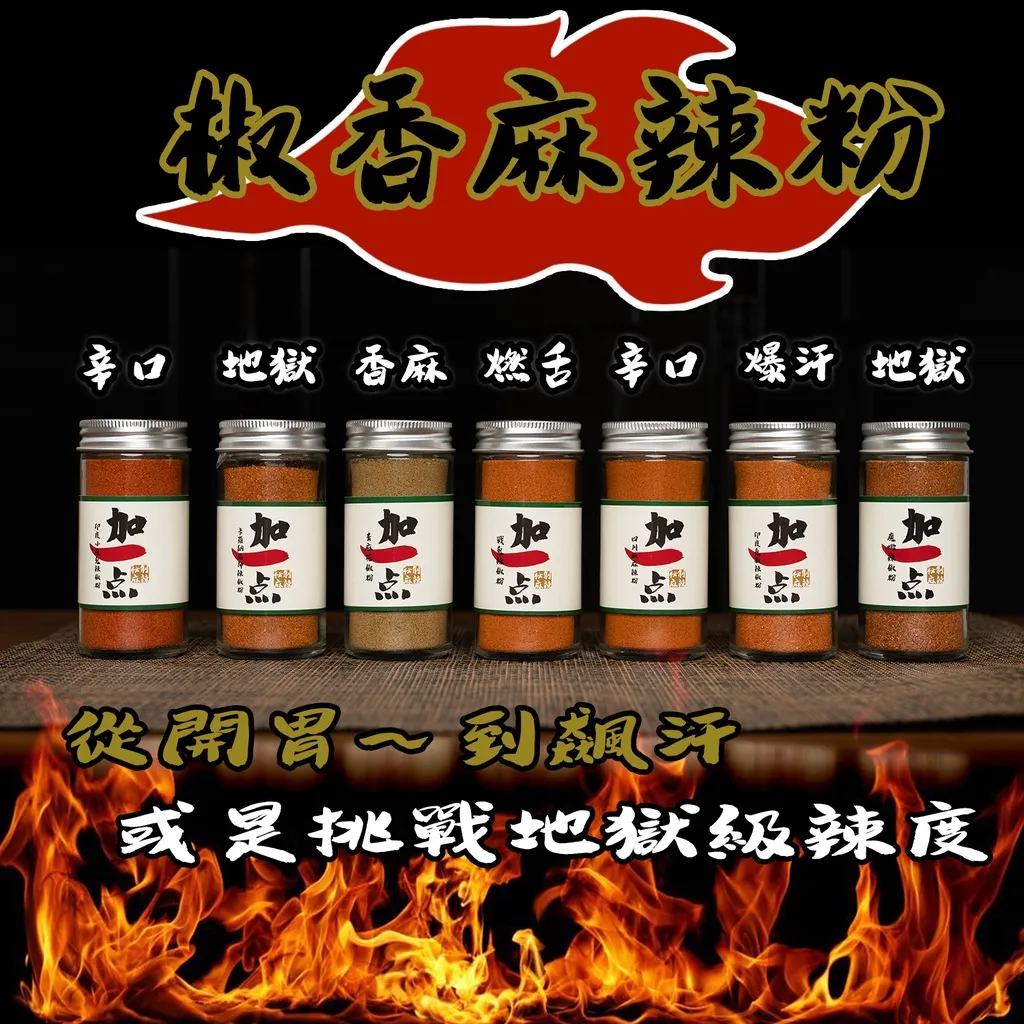 椒香麻辣粉
辛口 地獄 香麻 燃舌 辛口 爆汗 地獄
加一点
加一点
加一点
加一点
加一点
加一点
加一点
從開胃～到飆汗
或是挑戰地獄級辣度